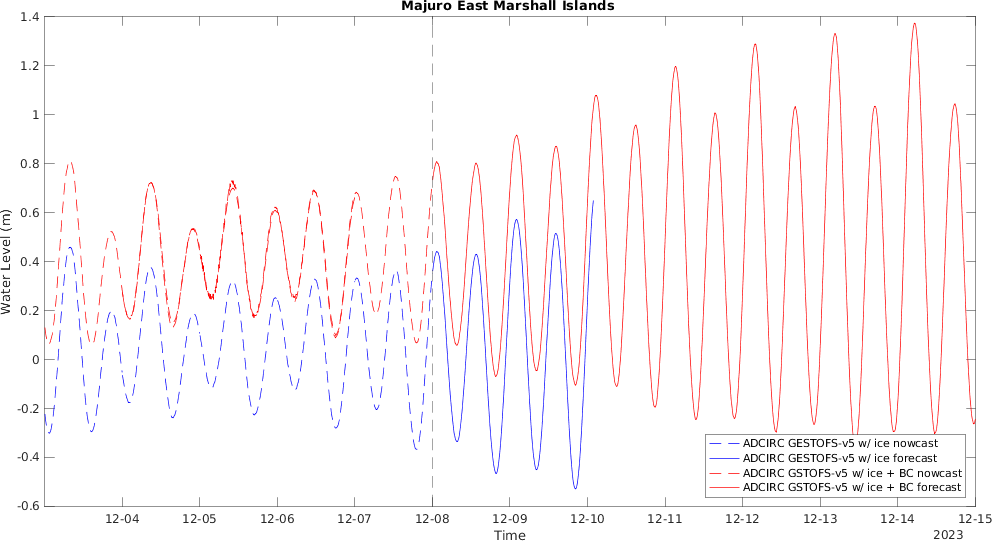 Majuro East Marshall Islands
Water Level (m)
1.4
1.2
1
0.8
0.6
0.4
0.2
0
-0.2
-0.4
-0.6
ADCIRC GESTOFS-v5 w/ ice nowcast
ADCIRC GESTOFS-v5 w/ ice forecast
ADCIRC GSTOFS-v5 w/ ice + BC nowcast
ADCIRC GSTOFS-v5 w/ ice + BC forecast
12-04 12-05 12-06 12-07 12-08 12-09 12-10 12-11 12-12 12-13 12-14 12-15
Time
2023